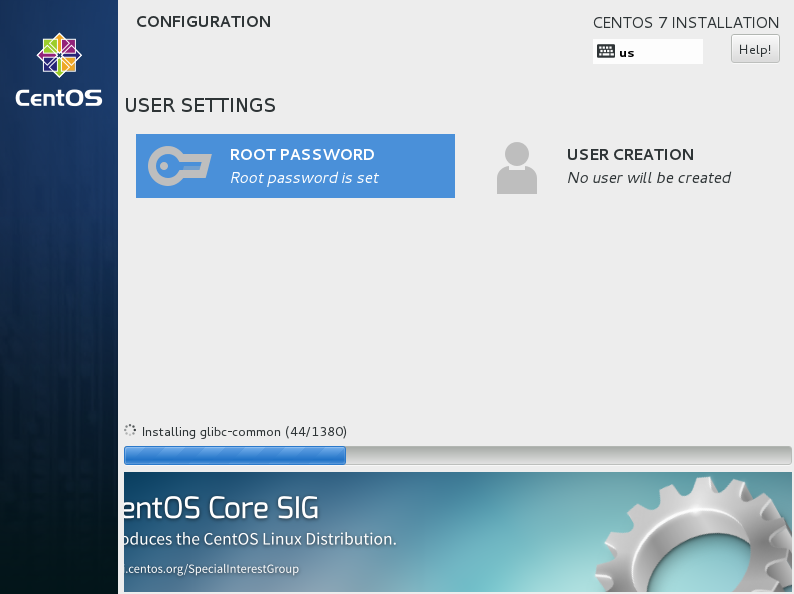 CONFIGURATION
CENTOS 7 INSTALLATION
us
Help!
CentOS
USER SETTINGS
ROOT PASSWORD
Root password is set
USER CREATION
No user will be created
Installing glibc-common (44/1380)
entOS Core SIG
oduces the CentOS Linux Distribution.
.centos.org/SpecialInterestGroup